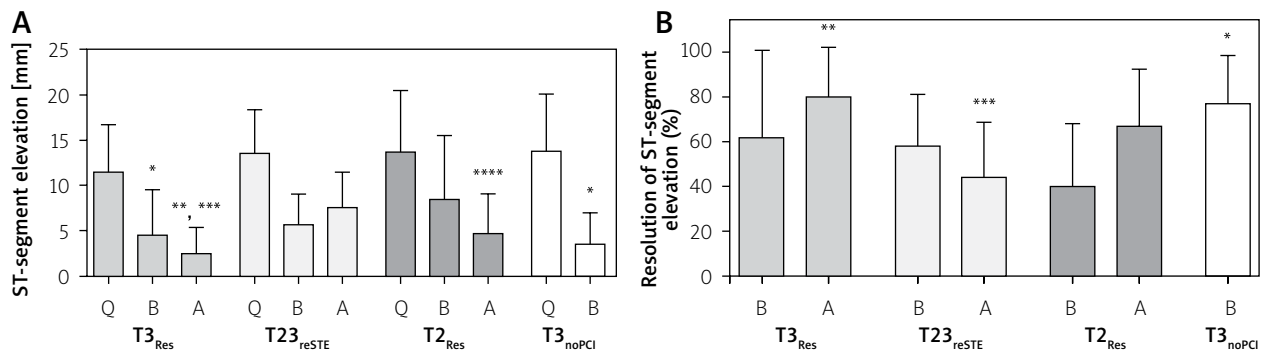 A
ST-segment elevation [mm]
25
20
15
10
5
0
*
**, ***
****
*
Q B A Q B A Q B A Q B
T3Res T23reSTE T2Res T3noPCI
B
Resolution of ST-segment
elevation (%)
100
80
60
40
20
0
**
***
*
B A B A B A B
T3Res T23reSTE T2Res T3noPCI